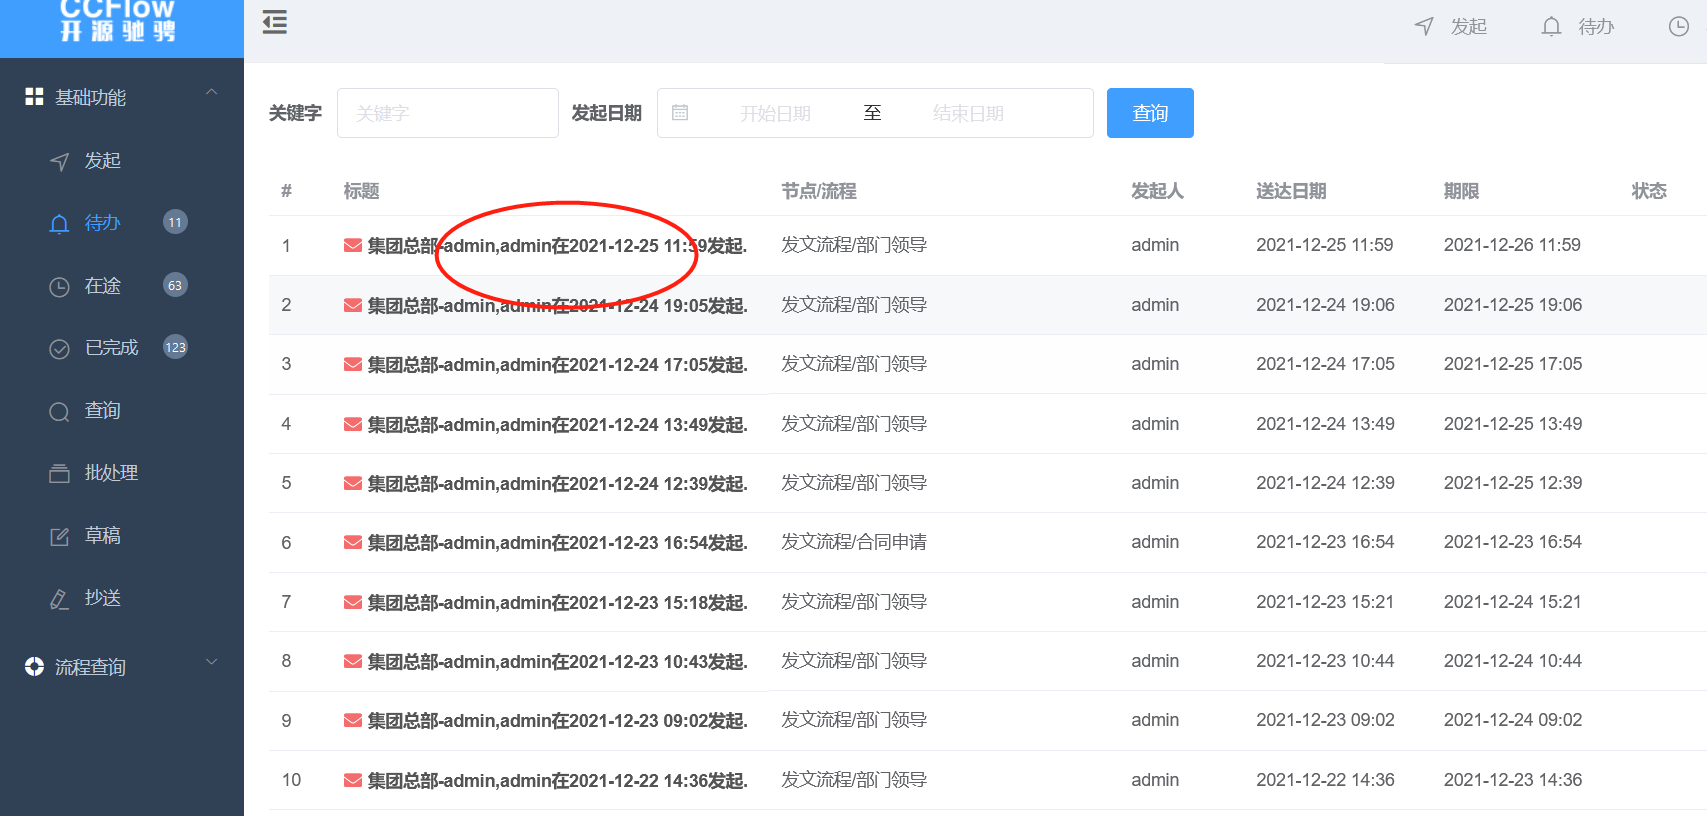 CCFlow
开源驰骋
发起
待办
基础功能
发起
待办 11
在途 63
已完成 123
查询
批处理
草稿
抄送
流程查询
关键字 关键字 发起日期 开始日期 至 结束日期 查询
# 标题 节点/流程 发起人 送达日期 期限 状态
1 集团总部-admin,admin在2021-12-25 11:59发起. 发文流程/部门领导 admin 2021-12-25 11:59 2021-12-26 11:59
2 集团总部-admin,admin在2021-12-24 19:05发起. 发文流程/部门领导 admin 2021-12-24 19:06 2021-12-25 19:06
3 集团总部-admin,admin在2021-12-24 17:05发起. 发文流程/部门领导 admin 2021-12-24 17:05 2021-12-25 17:05
4 集团总部-admin,admin在2021-12-24 13:49发起. 发文流程/部门领导 admin 2021-12-24 13:49 2021-12-25 13:49
5 集团总部-admin,admin在2021-12-24 12:39发起. 发文流程/部门领导 admin 2021-12-24 12:39 2021-12-25 12:39
6 集团总部-admin,admin在2021-12-23 16:54发起. 发文流程/合同申请 admin 2021-12-23 16:54 2021-12-23 16:54
7 集团总部-admin,admin在2021-12-23 15:18发起. 发文流程/部门领导 admin 2021-12-23 15:21 2021-12-24 15:21
8 集团总部-admin,admin在2021-12-23 10:43发起. 发文流程/部门领导 admin 2021-12-23 10:44 2021-12-24 10:44
9 集团总部-admin,admin在2021-12-23 09:02发起. 发文流程/部门领导 admin 2021-12-23 09:02 2021-12-24 09:02
10 集团总部-admin,admin在2021-12-22 14:36发起. 发文流程/部门领导 admin 2021-12-22 14:36 2021-12-23 14:36